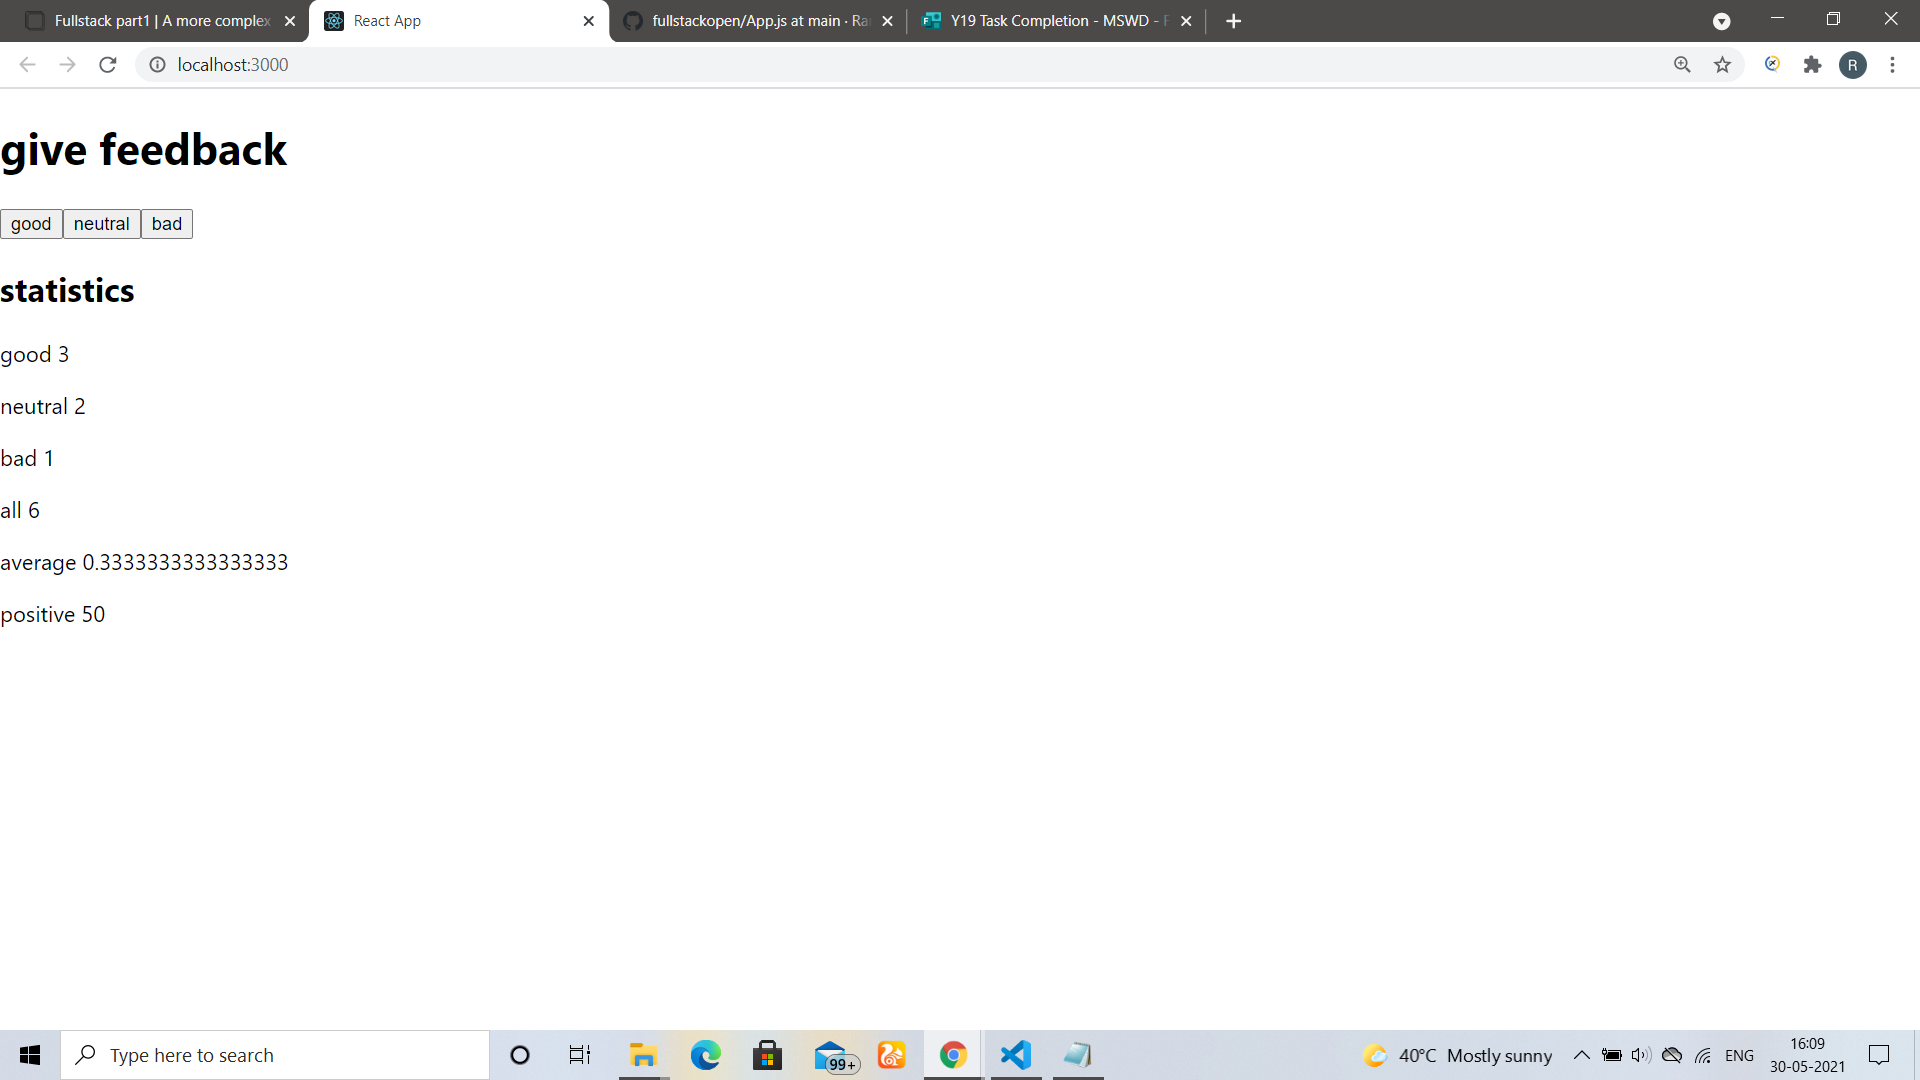 Fullstack part1 | A more complex
React App
fullstackopen/App.js at main · Ra
Y19 Task Completion - MSWD - F
localhost:3000
R
give feedback
good neutral bad
statistics
good 3
neutral 2
bad 1
all 6
average 0.3333333333333333
positive 50
Type here to search
99+
40°C Mostly sunny
ENG
16:09
30-05-2021